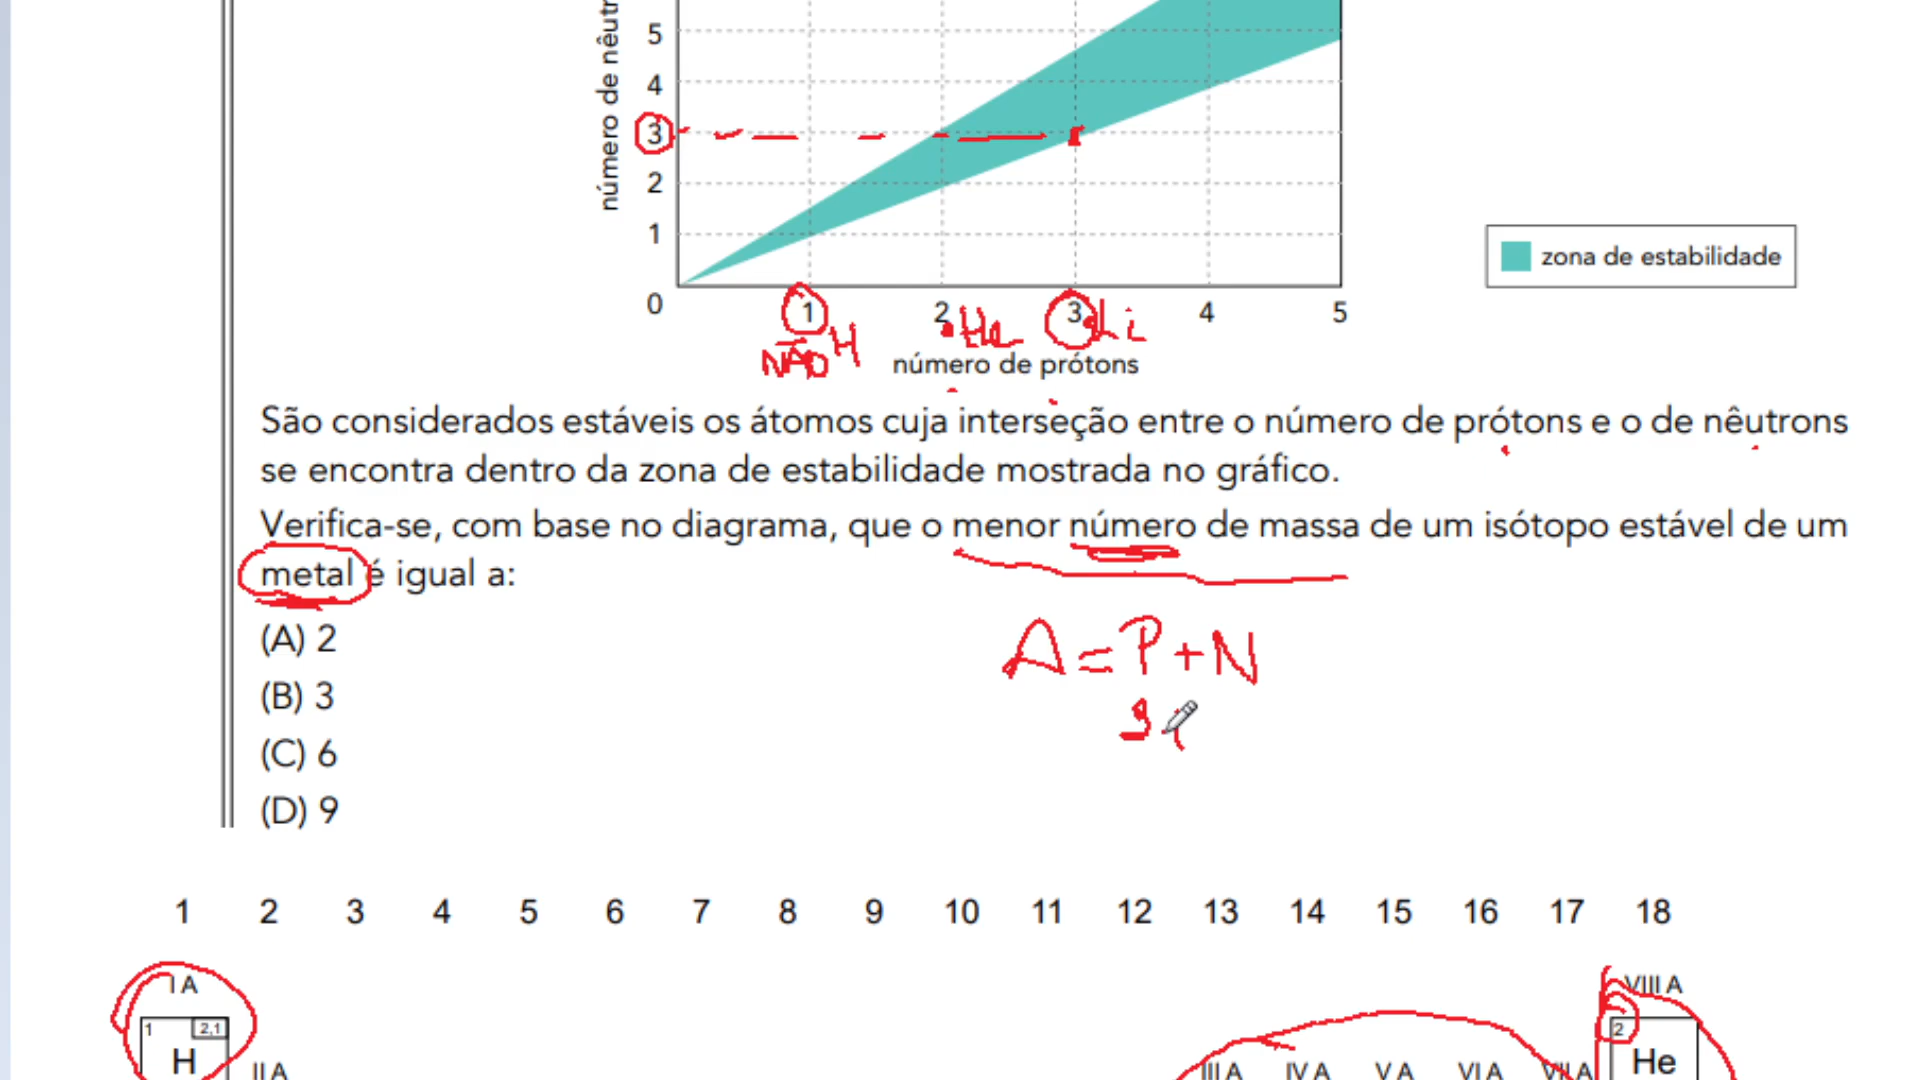 número de nêutr
5
4
3
2
1
0
1
2
3
4
5
H
NÃO
He
Li
número de prótons
zona de estabilidade
São considerados estáveis os átomos cuja interseção entre o número de prótons e o de nêutrons
se encontra dentro da zona de estabilidade mostrada no gráfico.
Verifica-se, com base no diagrama, que o menor número de massa de um isótopo estável de um
metal é igual a:
A = P + N
3
(A) 2
(B) 3
(C) 6
(D) 9
1 2 3 4 5 6 7 8 9 10 11 12 13 14 15 16 17 18
I A
VIII A
1 2,1
2
H
He
II A
III A IV A V A VI A VII A